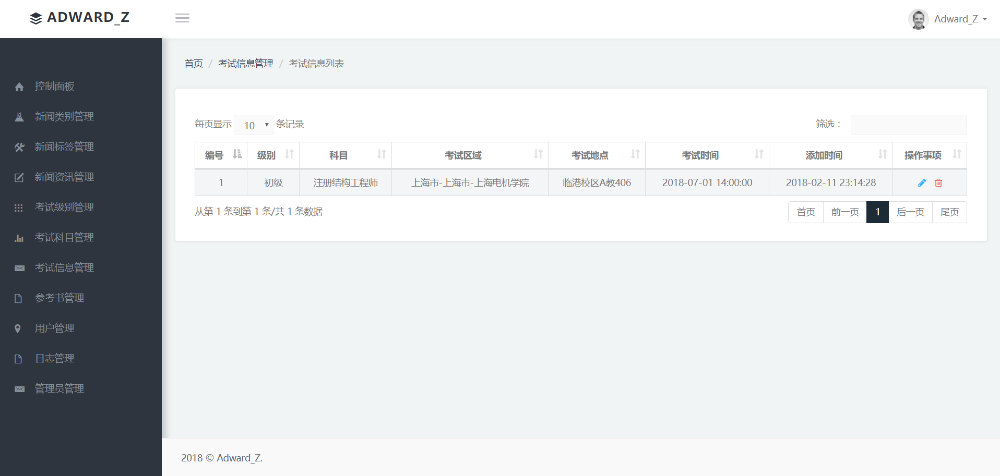 ADWARD_Z
Adward_Z
首页 / 考试信息管理 / 考试信息列表
控制面板
新闻类别管理
新闻标签管理
新闻资讯管理
考试级别管理
考试科目管理
考试信息管理
参考书管理
用户管理
日志管理
管理员管理
每页显示 10 条记录
筛选：
编号 级别 科目 考试区域 考试地点 考试时间 添加时间 操作事项
1 初级 注册结构工程师 上海市-上海市-上海电机学院 临港校区A教406 2018-07-01 14:00:00 2018-02-11 23:14:28
从第 1 条到第 1 条/共 1 条数据
首页 前一页 1 后一页 尾页
2018 © Adward_Z.